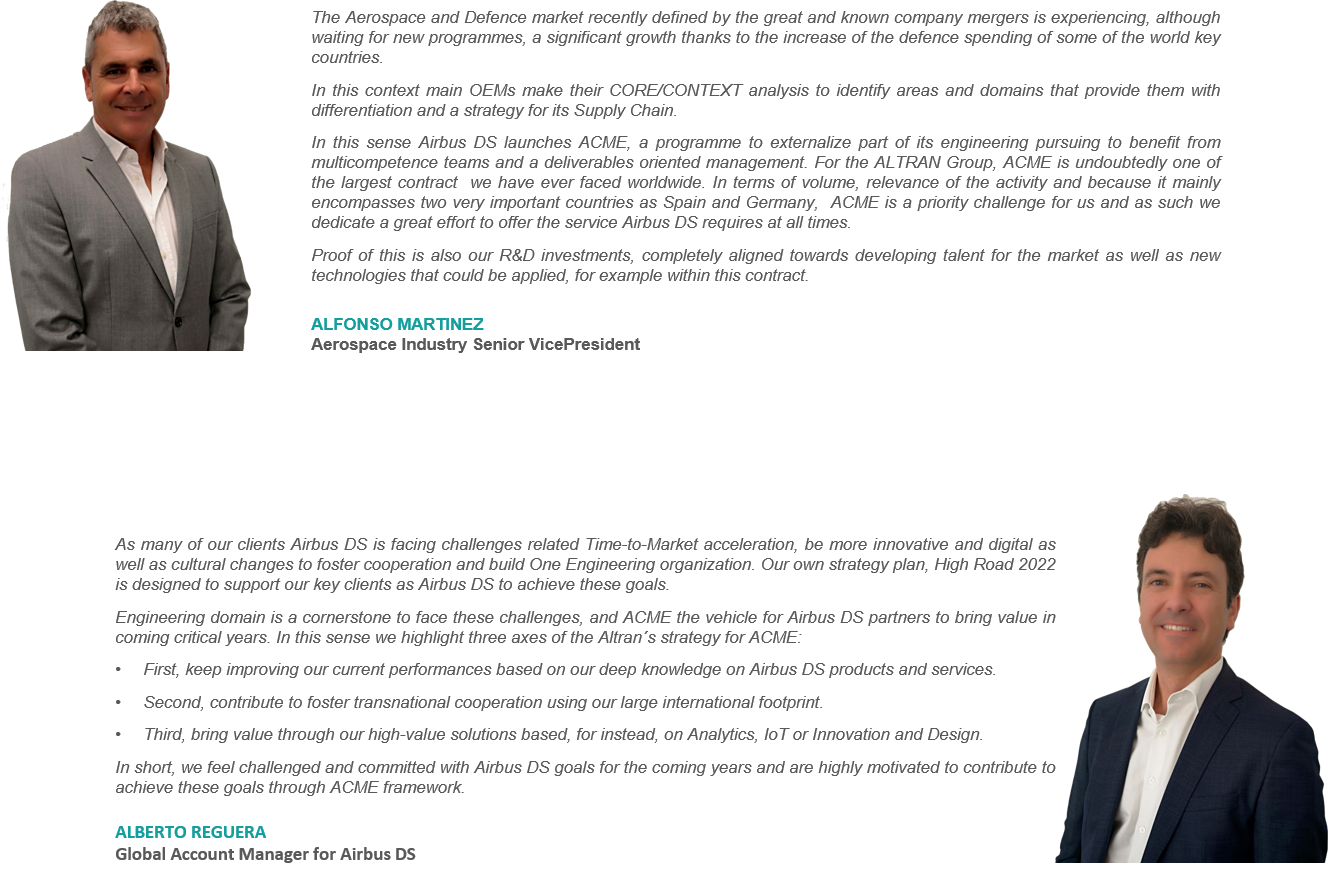 The Aerospace and Defence market recently defined by the great and known company mergers is experiencing, although
waiting for new programmes, a significant growth thanks to the increase of the defence spending of some of the world key
countries.
In this context main OEMs make their CORE/CONTEXT analysis to identify areas and domains that provide them with
differentiation and a strategy for its Supply Chain.
In this sense Airbus DS launches ACME, a programme to externalize part of its engineering pursuing to benefit from
multicompetence teams and a deliverables oriented management. For the ALTRAN Group, ACME is undoubtedly one of
the largest contract  we have ever faced worldwide. In terms of volume, relevance of the activity and because it mainly
encompasses two very important countries as Spain and Germany,  ACME is a priority challenge for us and as such we
dedicate a great effort to offer the service Airbus DS requires at all times.
Proof of this is also our R&D investments, completely aligned towards developing talent for the market as well as new
technologies that could be applied, for example within this contract.
ALFONSO MARTINEZ
Aerospace Industry Senior VicePresident
As many of our clients Airbus DS is facing challenges related Time-to-Market acceleration, be more innovative and digital as
well as cultural changes to foster cooperation and build One Engineering organization. Our own strategy plan, High Road 2022
is designed to support our key clients as Airbus DS to achieve these goals.
Engineering domain is a cornerstone to face these challenges, and ACME the vehicle for Airbus DS partners to bring value in
coming critical years. In this sense we highlight three axes of the Altran´s strategy for ACME:
• First, keep improving our current performances based on our deep knowledge on Airbus DS products and services.
• Second, contribute to foster transnational cooperation using our large international footprint.
• Third, bring value through our high-value solutions based, for instead, on Analytics, IoT or Innovation and Design.
In short, we feel challenged and committed with Airbus DS goals for the coming years and are highly motivated to contribute to
achieve these goals through ACME framework.
ALBERTO REGUERA
Global Account Manager for Airbus DS